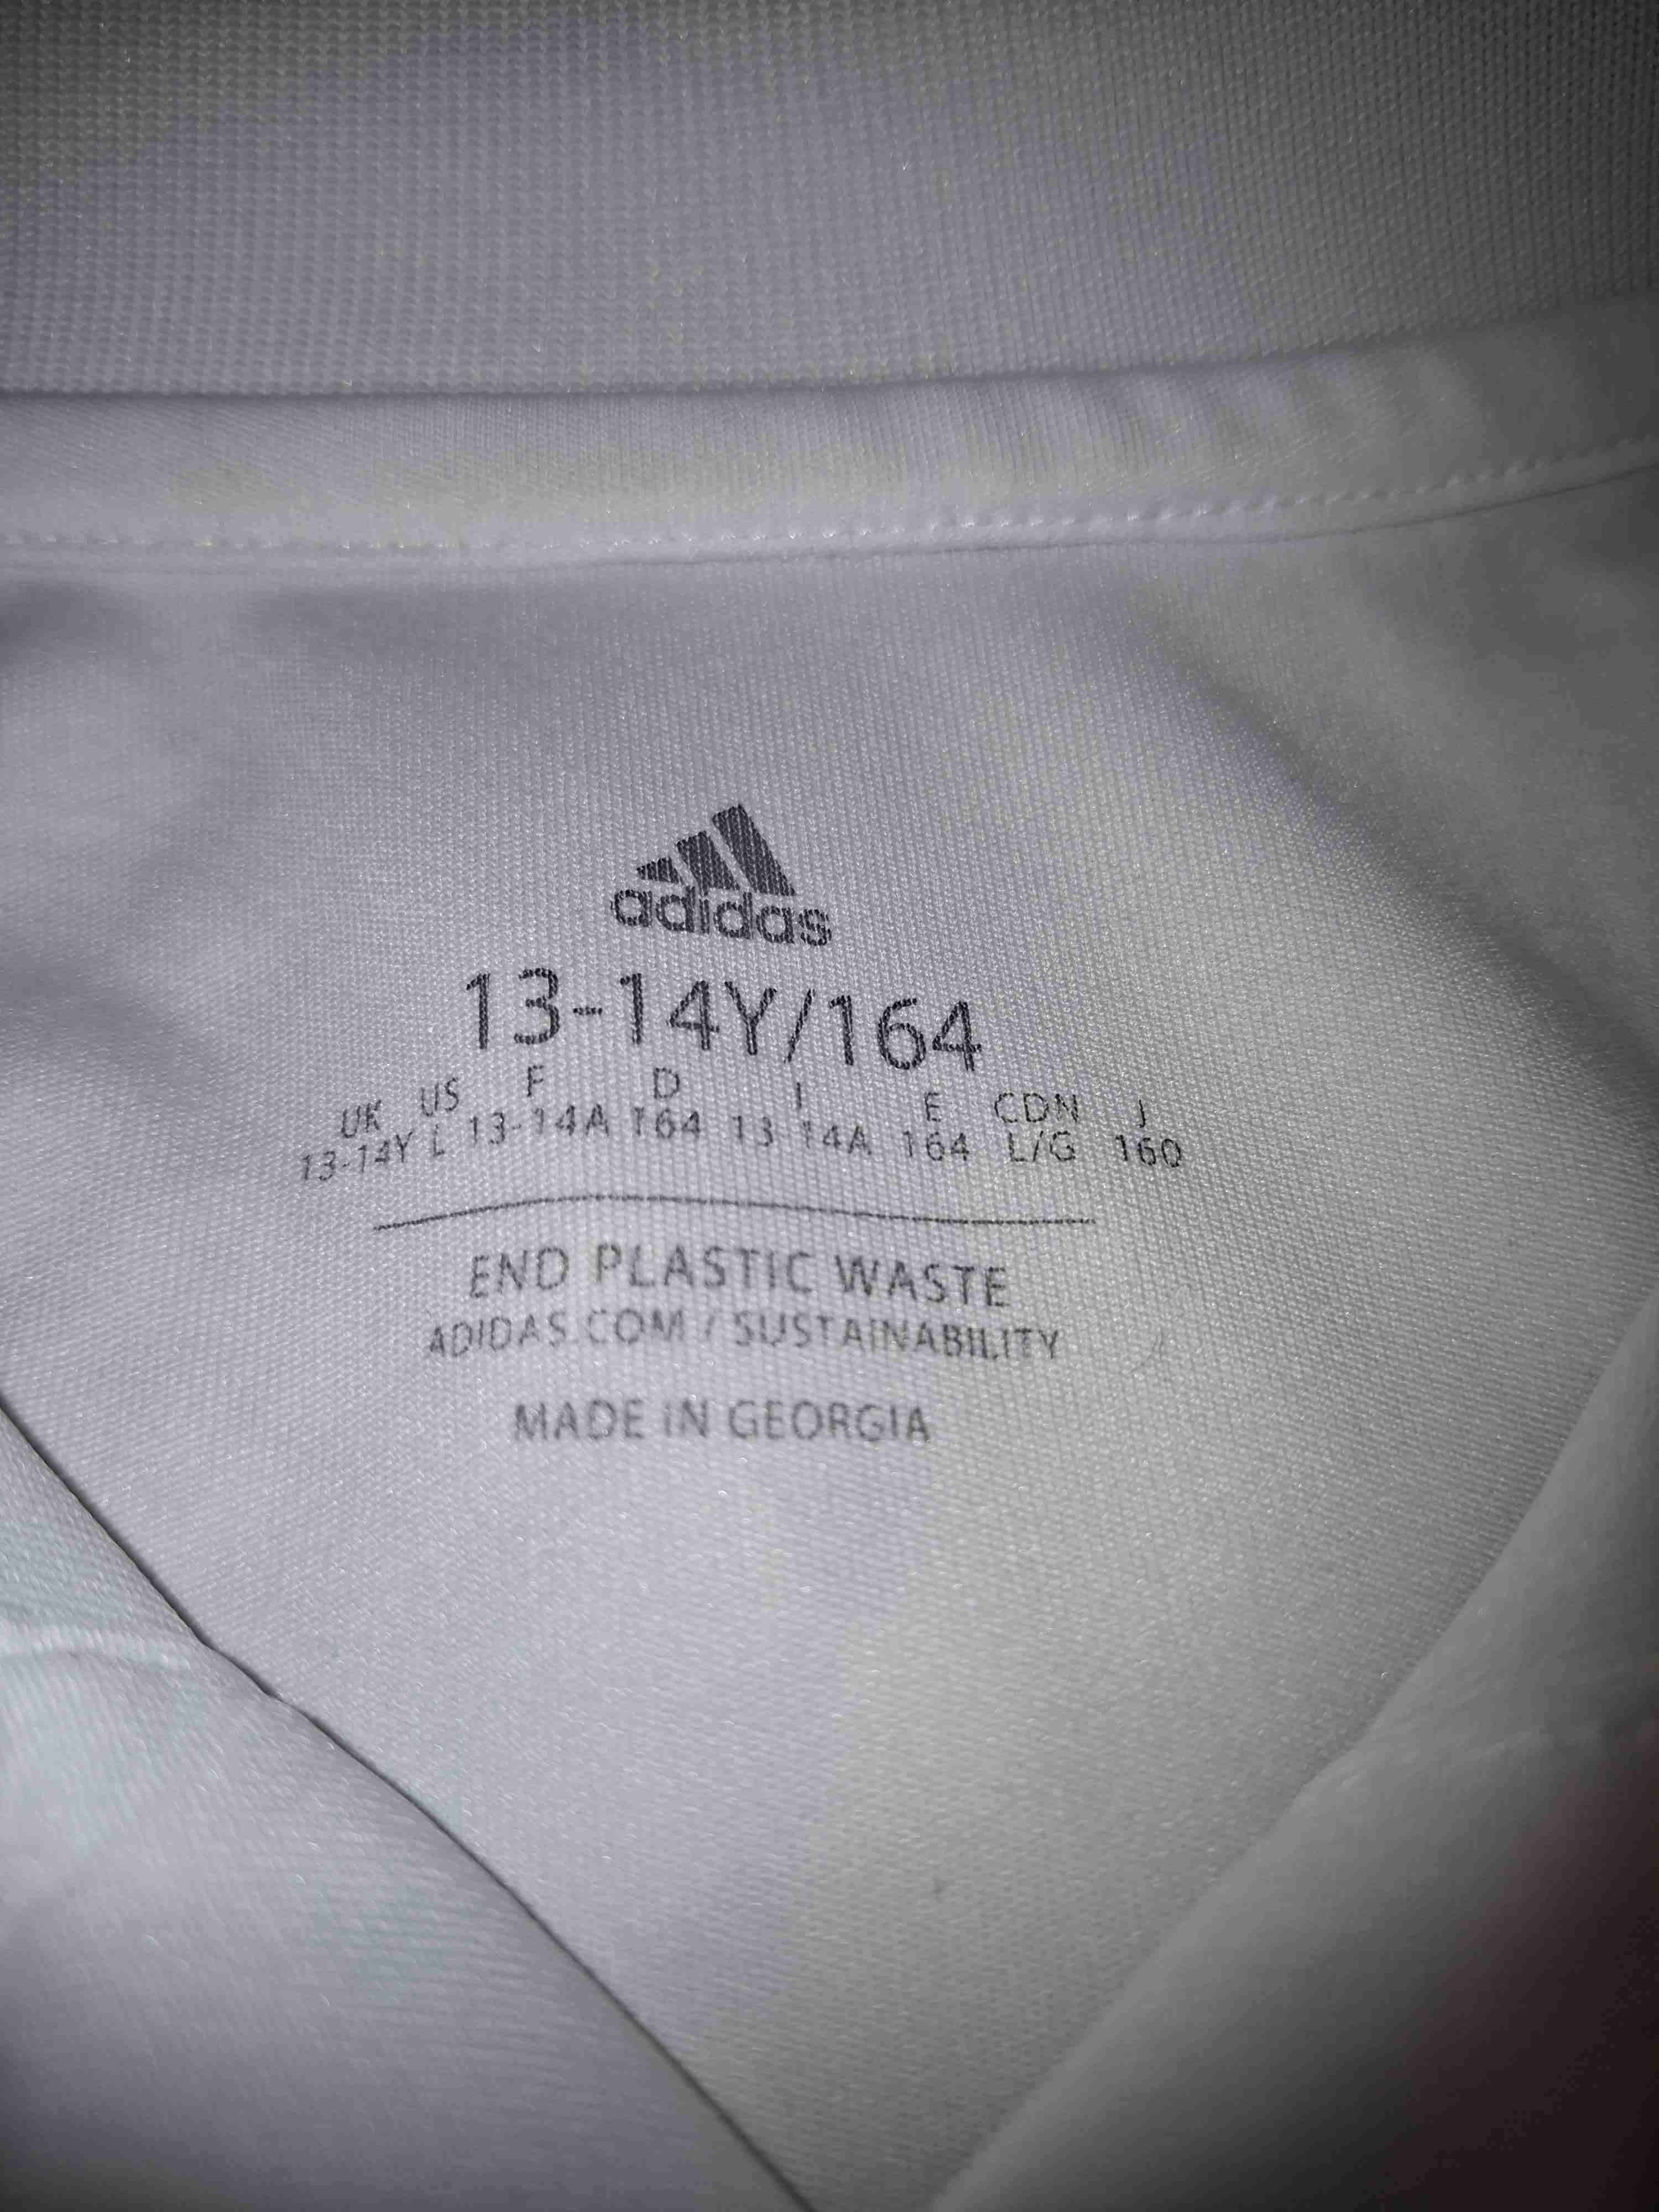 adidas
13-14Y/164
UK US F D I E CDN J
13-14Y L 13-14A 164 13-14A 164 L/G 160
END PLASTIC WASTE
ADIDAS.COM / SUSTAINABILITY
MADE IN GEORGIA